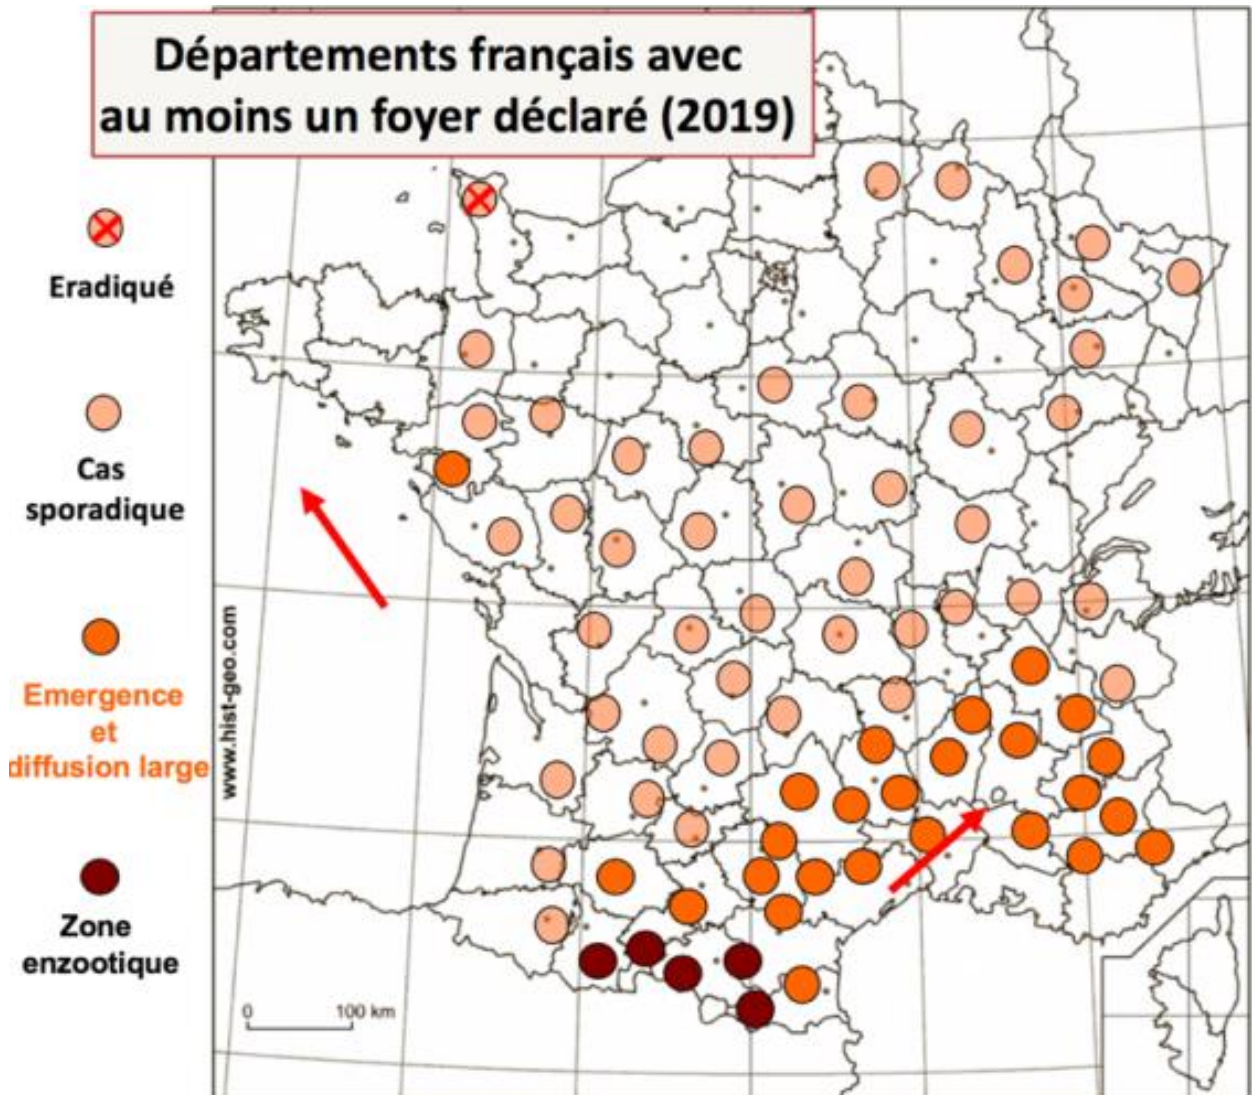 Départements français avec
au moins un foyer déclaré (2019)
Eradiqué
Cas
sporadique
Emergence
et
diffusion large
Zone
enzootique
www.hist-geo.com
0 100 km